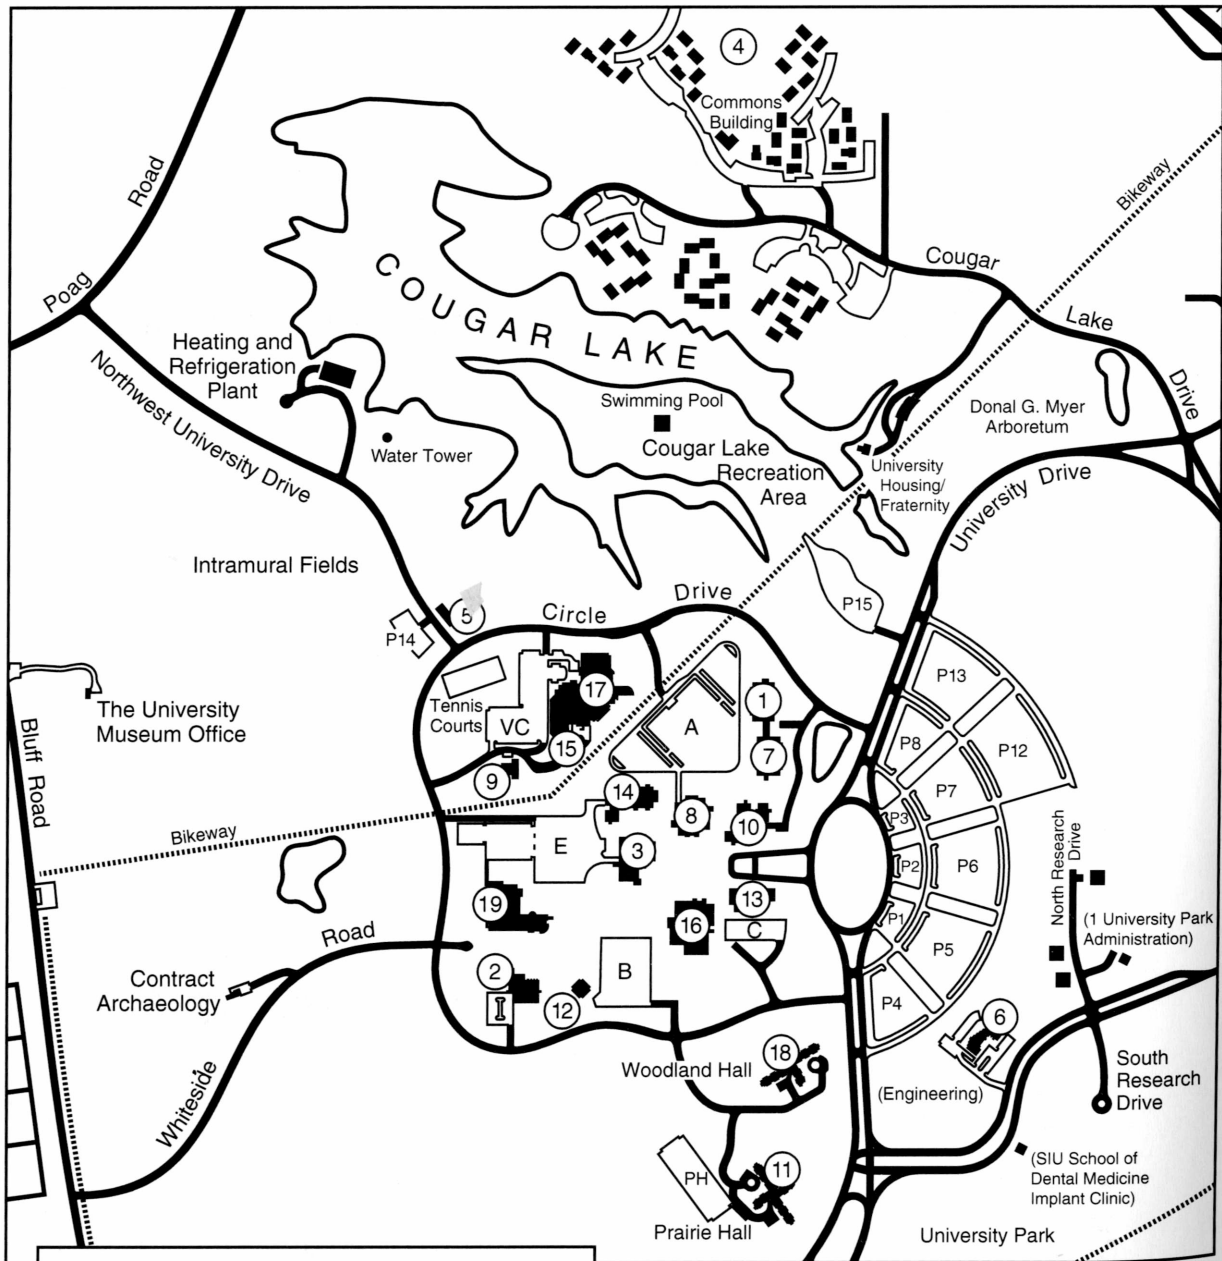 4
Commons
Building
Road
Bikeway
Poag
COUGAR LAKE
Cougar
Lake
Drive
Heating and
Refrigeration
Plant
Northwest University Drive
Swimming Pool
Cougar Lake
Recreation
Area
Water Tower
Donal G. Myer
Arboretum
University
Housing/
Fraternity
University Drive
Intramural Fields
5
P14
Circle Drive
P15
The University
Museum Office
Tennis
Courts
VC
17
15
9
A
1
7
P13
P8
P12
P7
Bluff Road
Bikeway
14
8
10
P3
E
3
P2
P6
North Research
Drive
19
13
16
C
P1
P5
(1 University Park
Administration)
Road
Contract
Archaeology
2
I
12
B
P4
6
Whiteside
Woodland Hall
18
(Engineering)
South
Research
Drive
PH
11
Prairie Hall
(SIU School of
Dental Medicine
Implant Clinic)
University Park